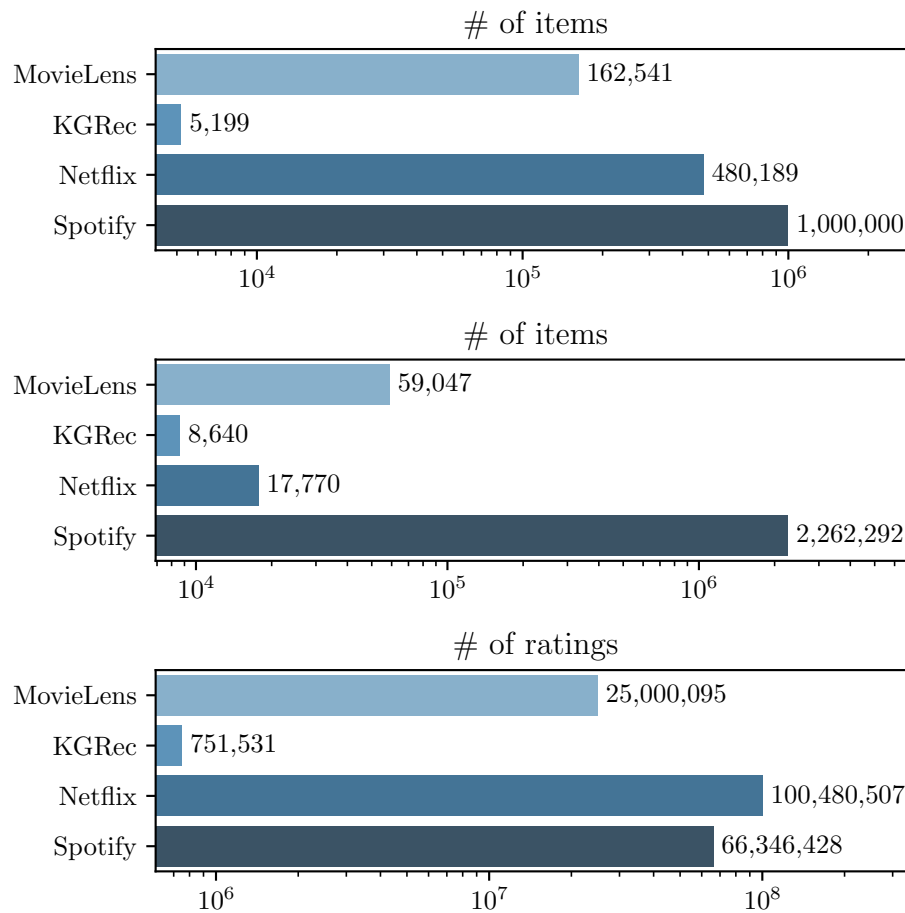 # of items
MovieLens 162,541
KGRec 5,199
Netflix 480,189
Spotify 1,000,000
10^4 10^5 10^6
# of items
MovieLens 59,047
KGRec 8,640
Netflix 17,770
Spotify 2,262,292
10^4 10^5 10^6
# of ratings
MovieLens 25,000,095
KGRec 751,531
Netflix 100,480,507
Spotify 66,346,428
10^6 10^7 10^8